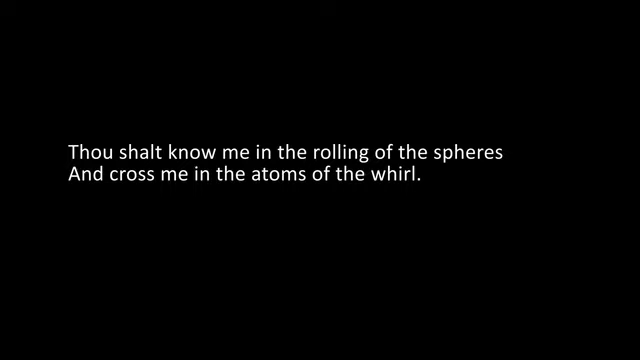 Thou shalt know me in the rolling of the spheres
And cross me in the atoms of the whirl.